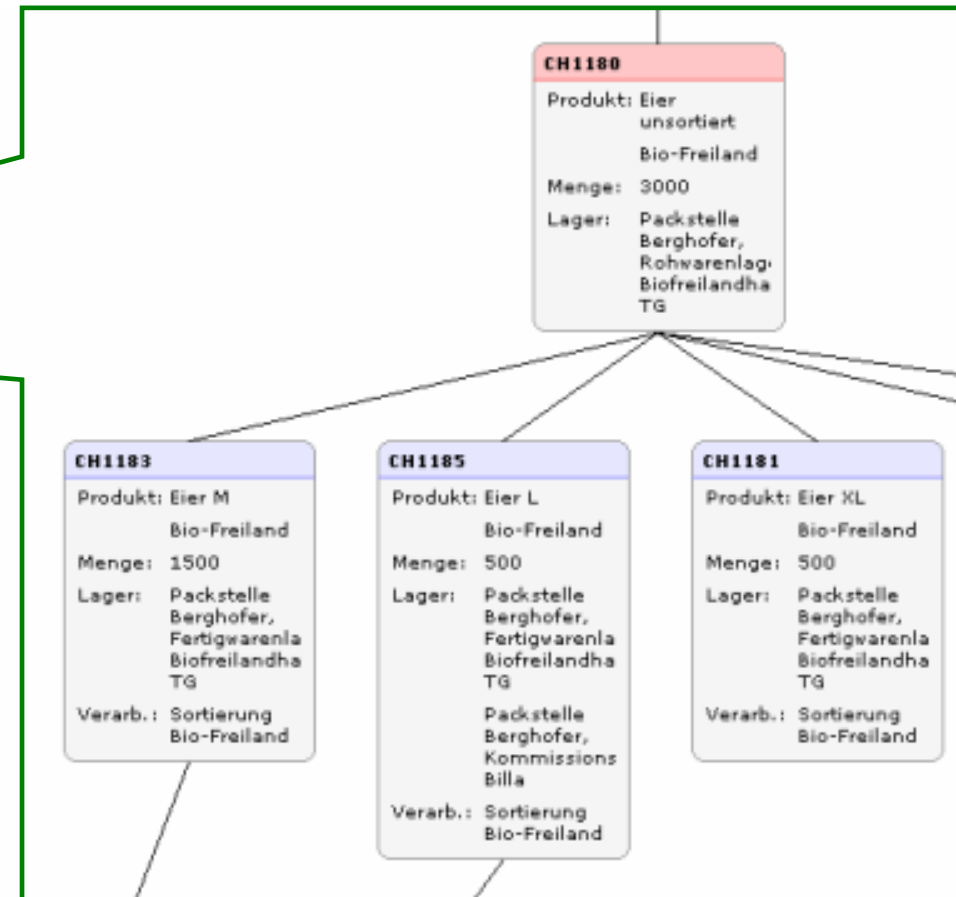 CH1180
Produkt: Eier
unsortiert
Bio-Freiland
Menge: 3000
Lager: Packstelle
Berghofer,
Rohwarenlag
Biofreilandha
TG
CH1183
Produkt: Eier M
Bio-Freiland
Menge: 1500
Lager: Packstelle
Berghofer,
Fertigwarenla
Biofreilandha
TG
Verarb.: Sortierung
Bio-Freiland
CH1185
Produkt: Eier L
Bio-Freiland
Menge: 500
Lager: Packstelle
Berghofer,
Fertigwarenla
Biofreilandha
TG
Packstelle
Berghofer,
Kommissions
Billa
Verarb.: Sortierung
Bio-Freiland
CH1181
Produkt: Eier XL
Bio-Freiland
Menge: 500
Lager: Packstelle
Berghofer,
Fertigwarenla
Biofreilandha
TG
Verarb.: Sortierung
Bio-Freiland